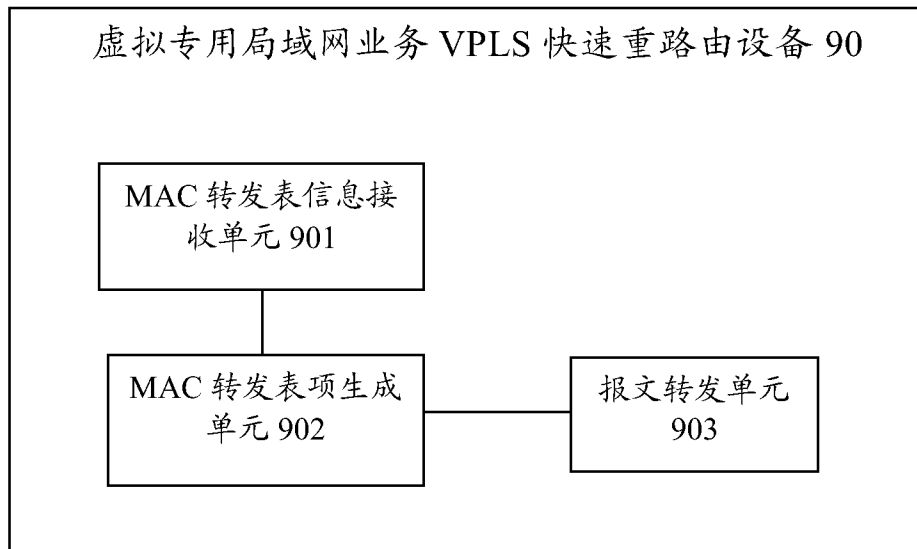 虚拟专用局域网业务 VPLS 快速重路由设备 90
MAC 转发表信息接
收单元 901
MAC 转发表项生成
单元 902
报文转发单元
903